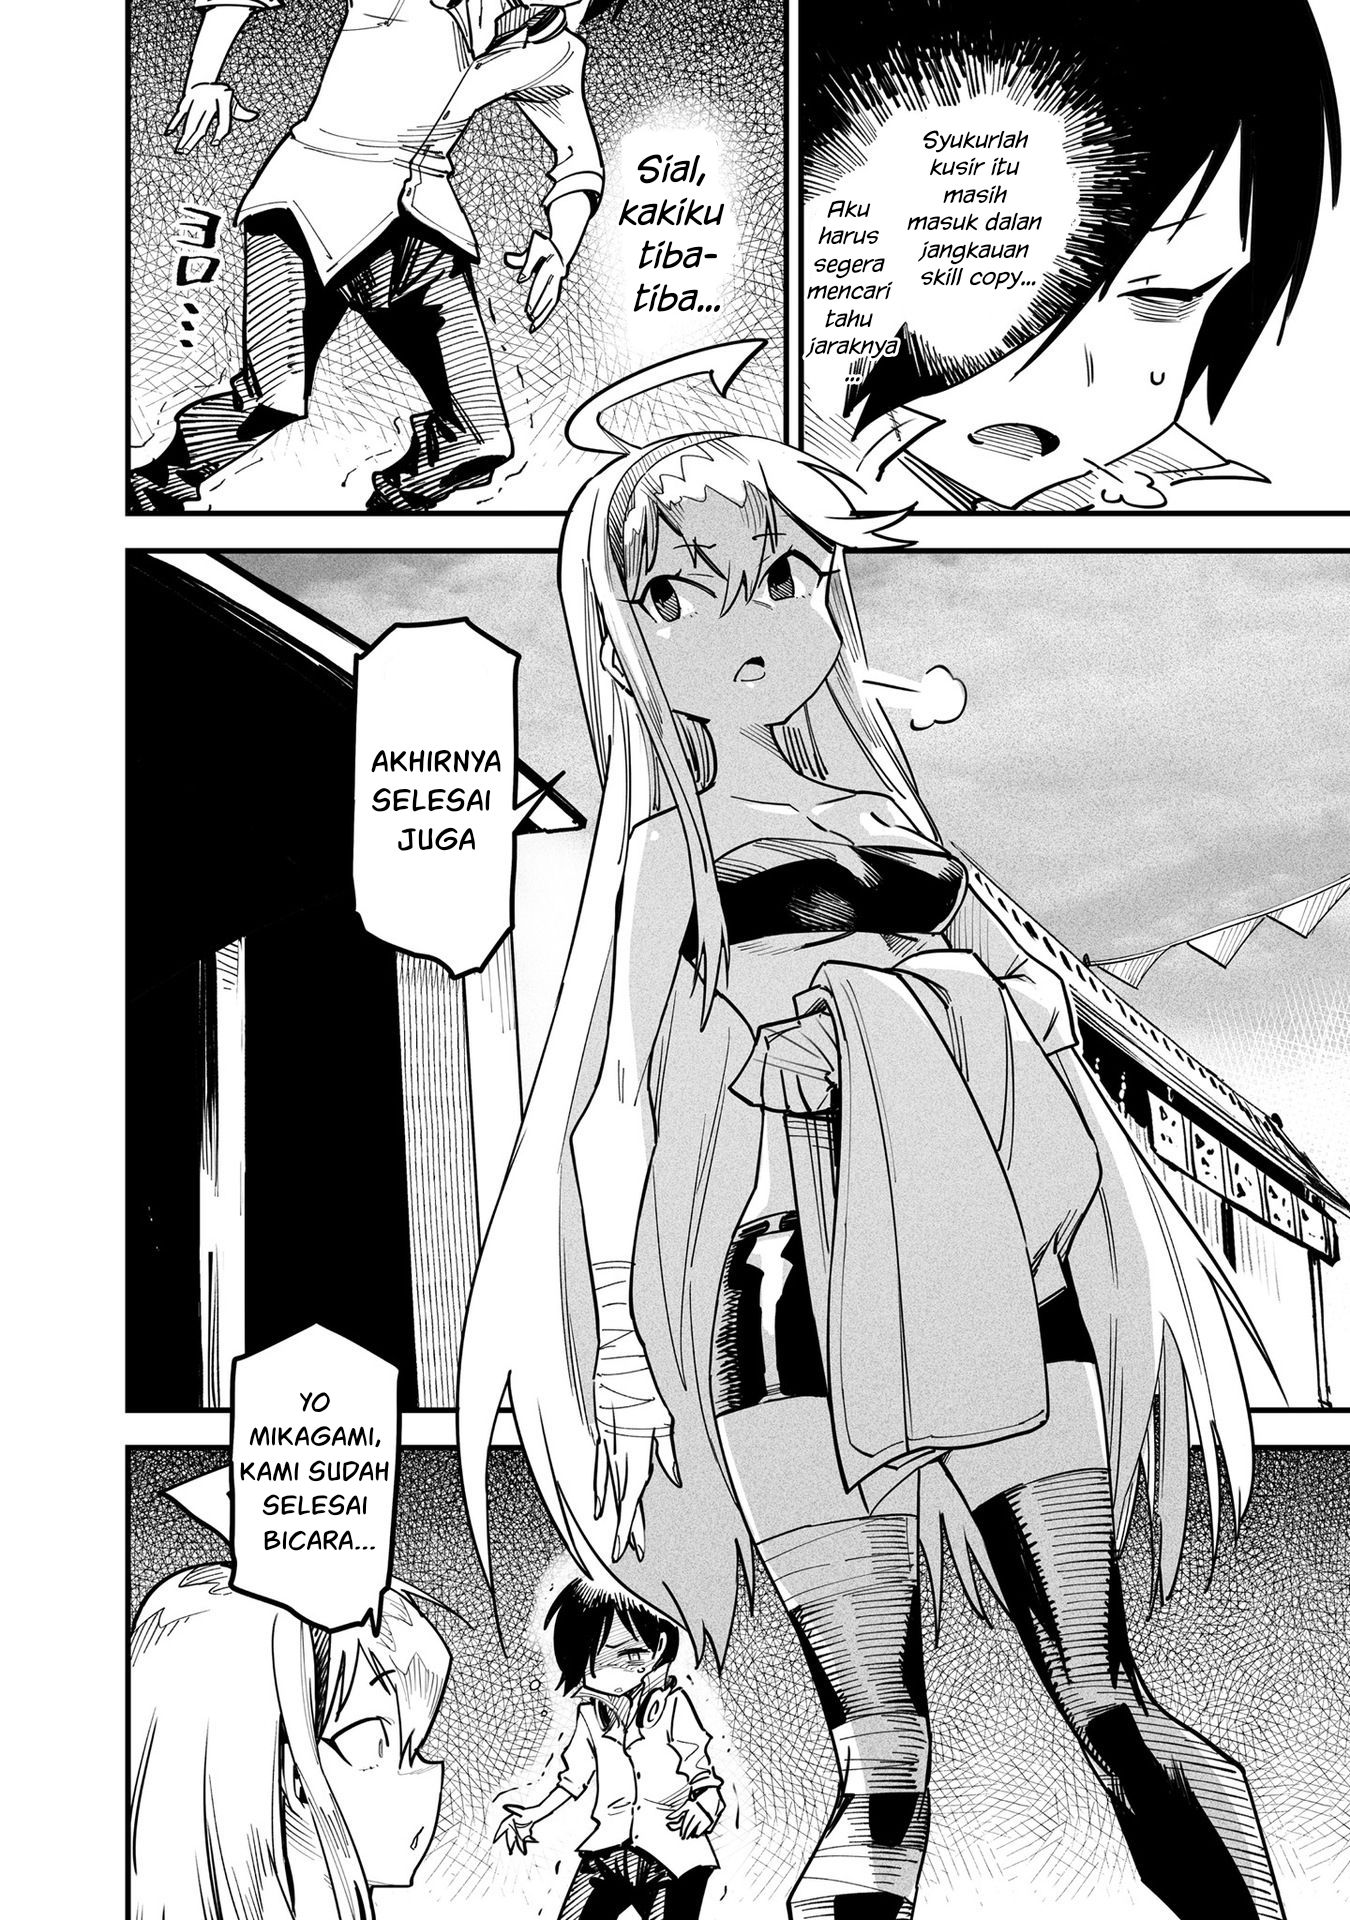 Syukurlah
kusir itu
masih
masuk dalan
jangkauan
skill copy...
Aku
harus
segera
mencari
tahu
jaraknya
...
Sial,
kakiku
tiba-
tiba...
ヨロ...
AKHIRNYA
SELESAI
JUGA
YO
MIKAGAMI,
KAMI SUDAH
SELESAI
BICARA...